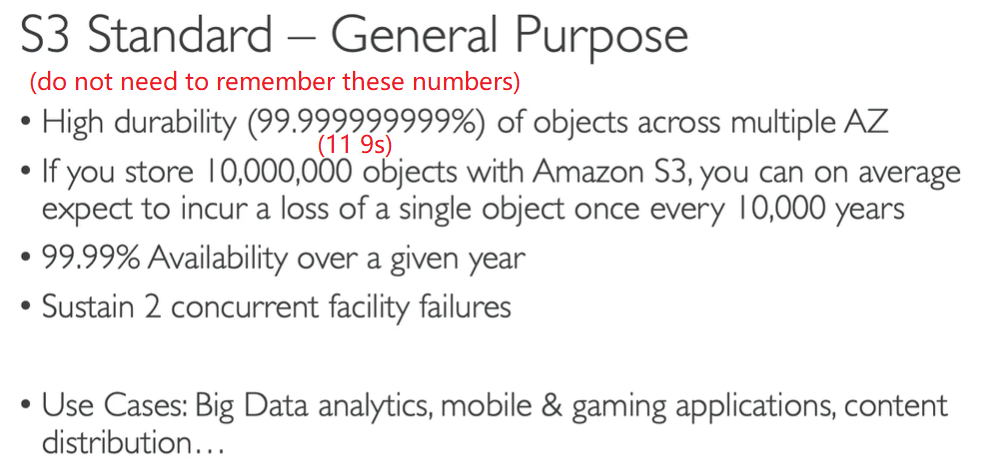 S3 Standard – General Purpose
(do not need to remember these numbers)
• High durability (99.999999999%) of objects across multiple AZ
(11 9s)
• If you store 10,000,000 objects with Amazon S3, you can on average
expect to incur a loss of a single object once every 10,000 years
• 99.99% Availability over a given year
• Sustain 2 concurrent facility failures
• Use Cases: Big Data analytics, mobile & gaming applications, content
distribution…